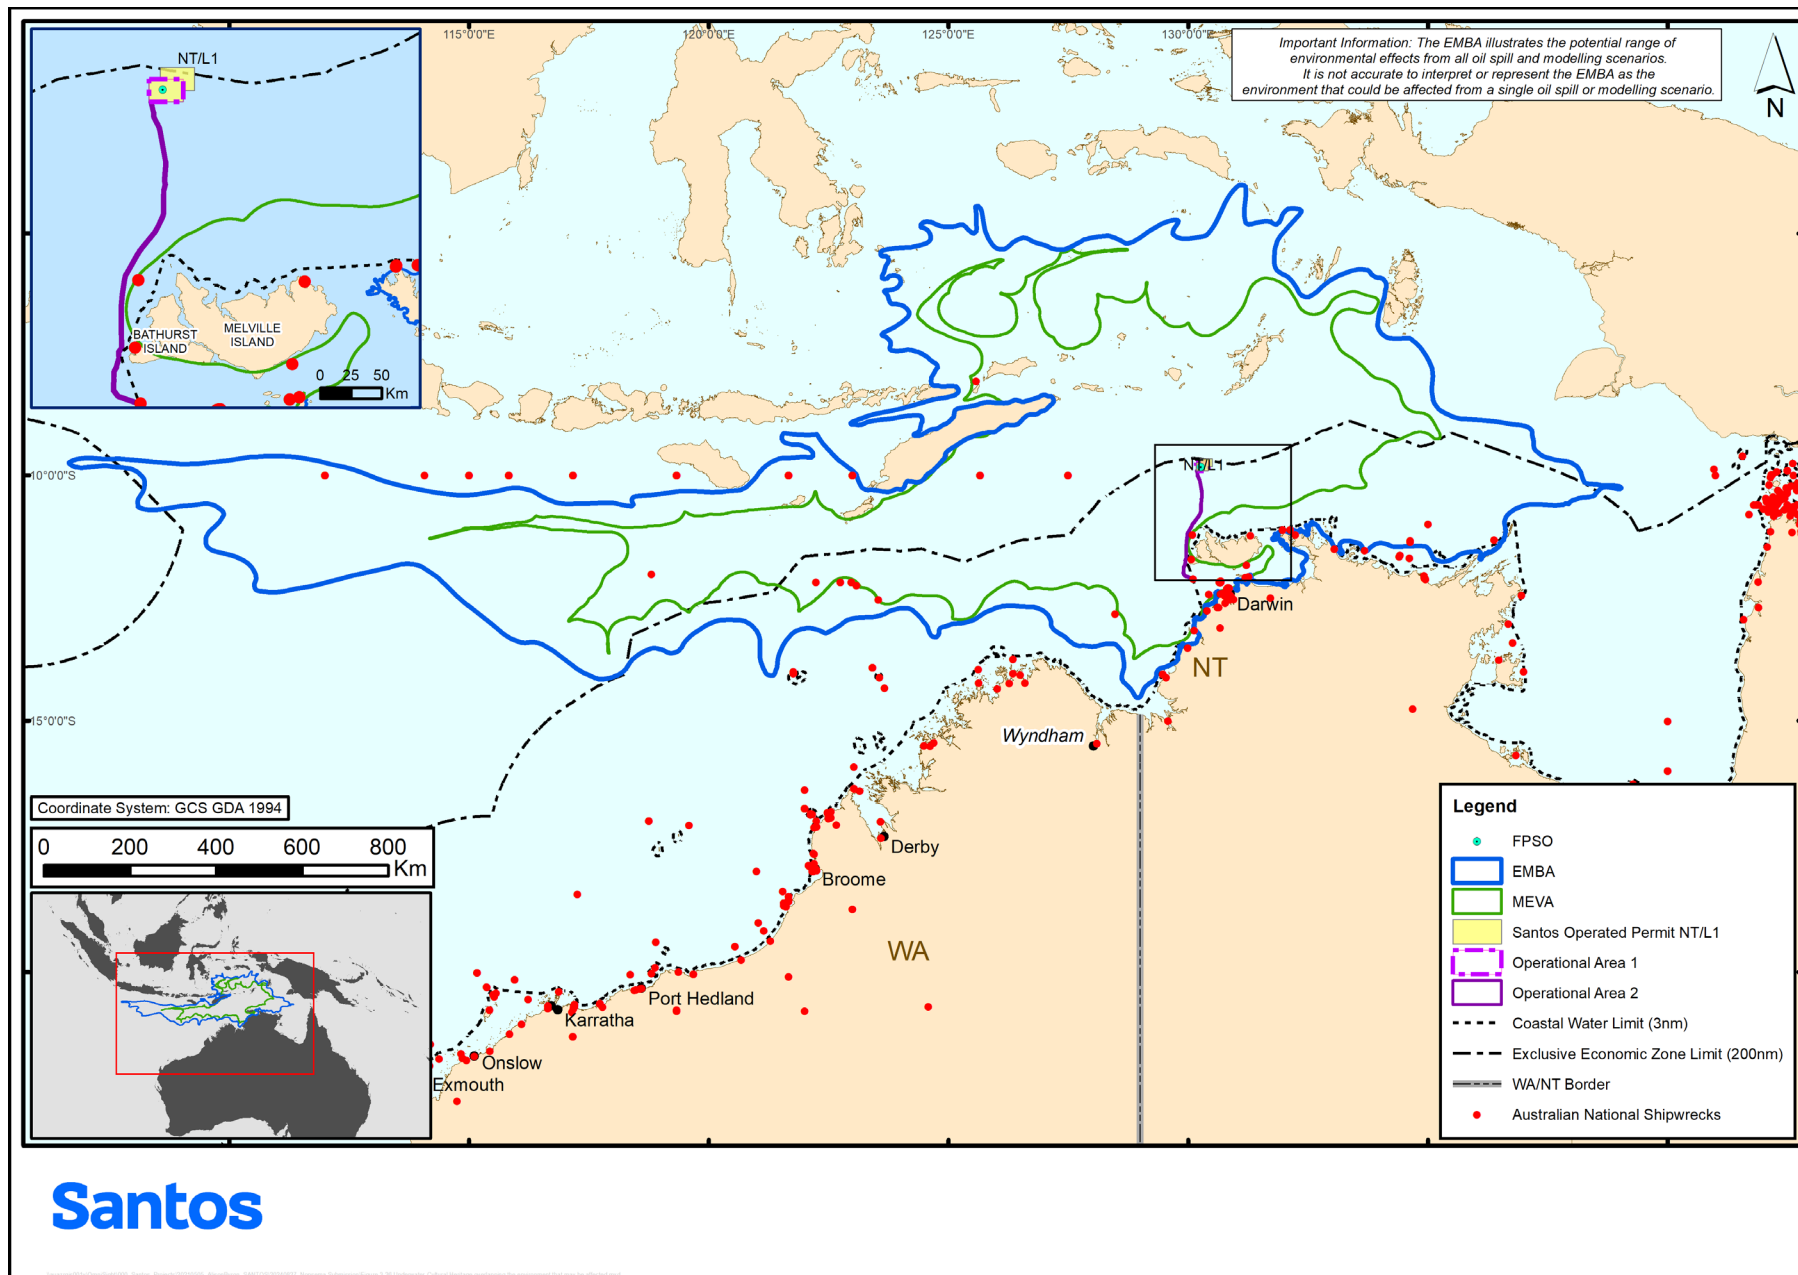 115°0'0"E
120°0'0"E
125°0'0"E
130°0'0"E
Important Information: The EMBA illustrates the potential range of
environmental effects from all oil spill and modelling scenarios.
It is not accurate to interpret or represent the EMBA as the
environment that could be affected from a single oil spill or modelling scenario.
N
NT/L1
BATHURST
ISLAND
MELVILLE
ISLAND
0 25 50
Km
10°0'0"S
NT/L1
Darwin
NT
15°0'0"S
Wyndham
Derby
Broome
WA
Port Hedland
Karratha
Onslow
Exmouth
Coordinate System: GCS GDA 1994
0 200 400 600 800
Km
Legend
FPSO
EMBA
MEVA
Santos Operated Permit NT/L1
Operational Area 1
Operational Area 2
Coastal Water Limit (3nm)
Exclusive Economic Zone Limit (200nm)
WA/NT Border
Australian National Shipwrecks
Santos